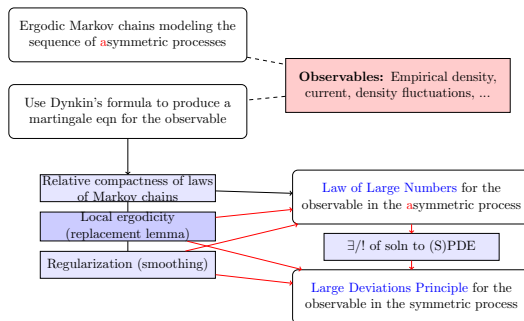 Ergodic Markov chains modeling the
sequence of asymmetric processes
Observables: Empirical density,
current, density fluctuations, ...
Use Dynkin's formula to produce a
martingale eqn for the observable
Relative compactness of laws
of Markov chains
Local ergodicity
(replacement lemma)
Regularization (smoothing)
Law of Large Numbers for the
observable in the asymmetric process
∃/! of soln to (S)PDE
Large Deviations Principle for the
observable in the symmetric process